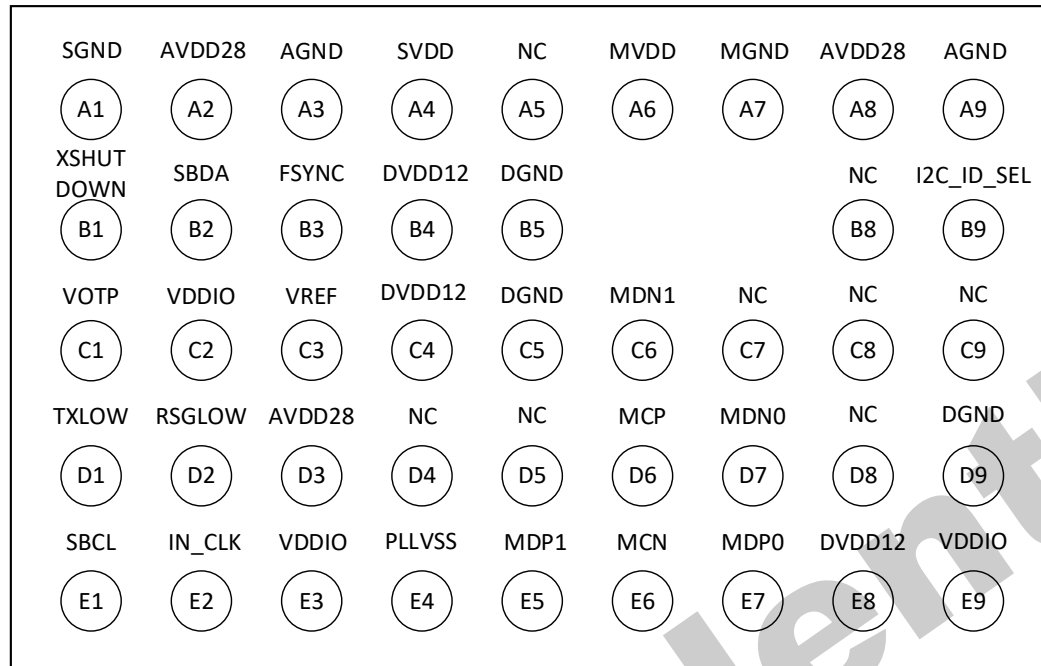 SGND AVDD28 AGND SVDD NC MVDD MGND AVDD28 AGND
A1 A2 A3 A4 A5 A6 A7 A8 A9
XSHUT
DOWN SBDA FSYNC DVDD12 DGND NC I2C_ID_SEL
B1 B2 B3 B4 B5 B8 B9
VOTP VDDIO VREF DVDD12 DGND MDN1 NC NC NC
C1 C2 C3 C4 C5 C6 C7 C8 C9
TXLOW RSGLOW AVDD28 NC NC MCP MDN0 NC DGND
D1 D2 D3 D4 D5 D6 D7 D8 D9
SBCL IN_CLK VDDIO PLLVSS MDP1 MCN MDP0 DVDD12 VDDIO
E1 E2 E3 E4 E5 E6 E7 E8 E9